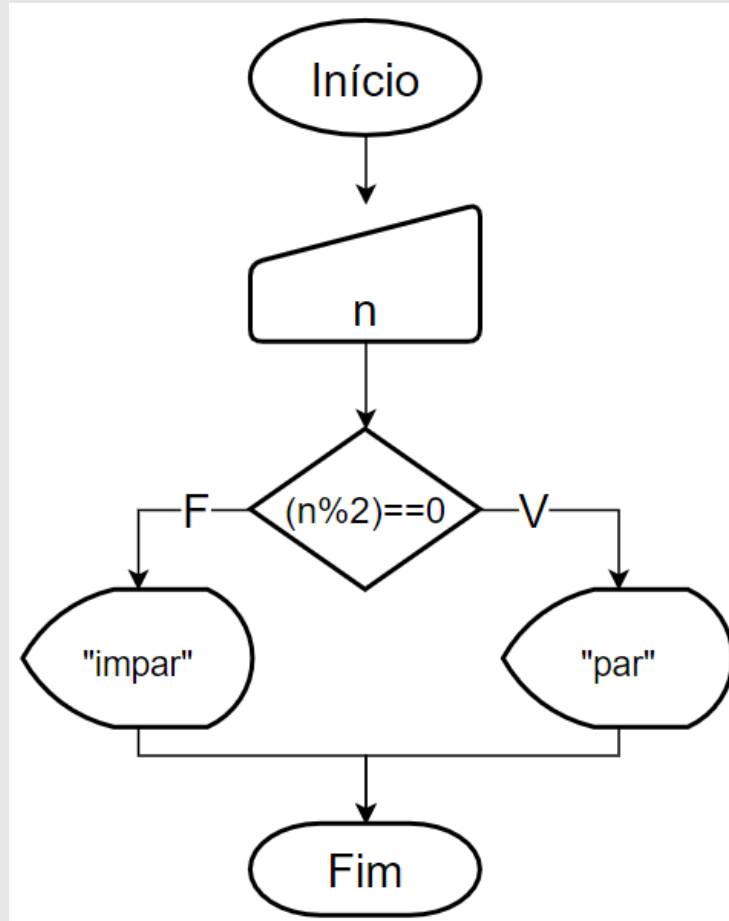 Início
n
(n%2)==0
F
V
"impar"
"par"
Fim